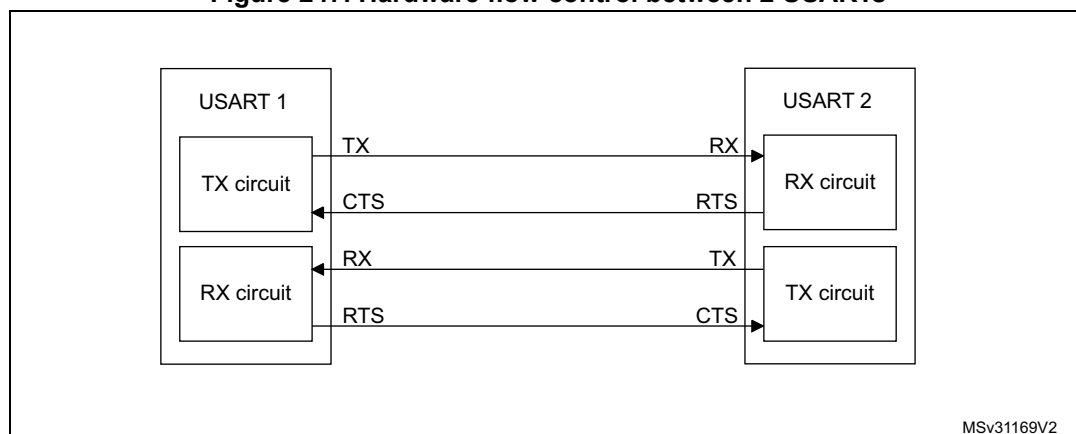 USART 1 USART 2
TX RX
TX circuit RX circuit
CTS RTS
RX TX
RX circuit TX circuit
RTS CTS
MSv31169V2